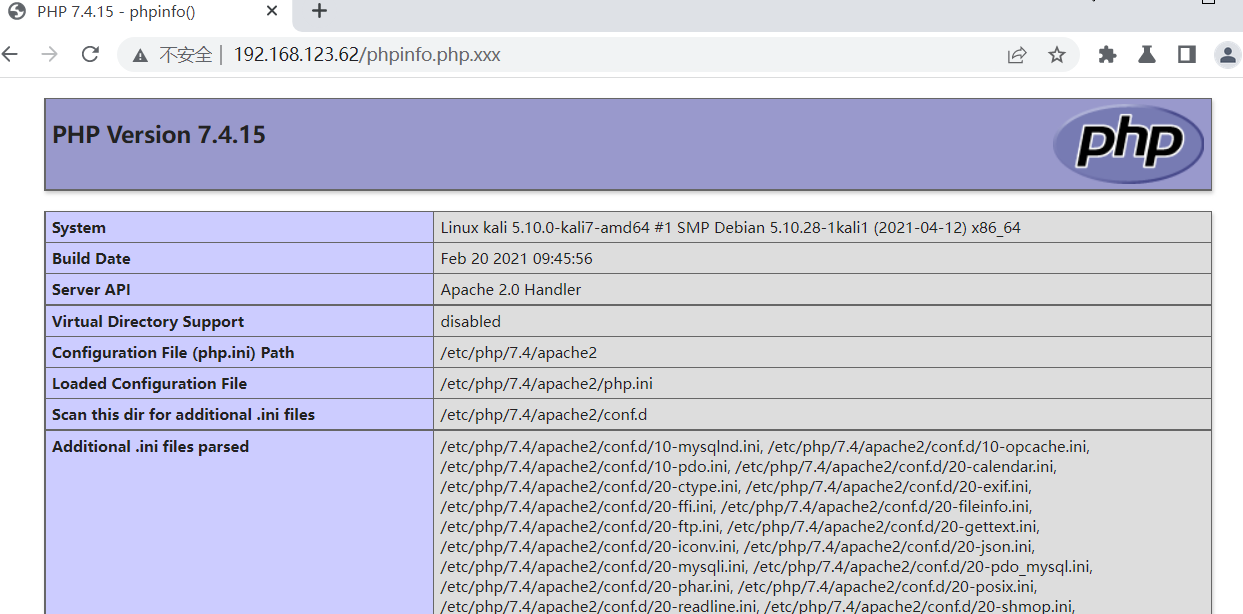 PHP 7.4.15 - phpinfo()
不安全 | 192.168.123.62/phpinfo.php.xxx
PHP Version 7.4.15
php
System Linux kali 5.10.0-kali7-amd64 #1 SMP Debian 5.10.28-1kali1 (2021-04-12) x86_64
Build Date Feb 20 2021 09:45:56
Server API Apache 2.0 Handler
Virtual Directory Support disabled
Configuration File (php.ini) Path /etc/php/7.4/apache2
Loaded Configuration File /etc/php/7.4/apache2/php.ini
Scan this dir for additional .ini files /etc/php/7.4/apache2/conf.d
Additional .ini files parsed /etc/php/7.4/apache2/conf.d/10-mysqlnd.ini, /etc/php/7.4/apache2/conf.d/10-opcache.ini,
/etc/php/7.4/apache2/conf.d/10-pdo.ini, /etc/php/7.4/apache2/conf.d/20-calendar.ini,
/etc/php/7.4/apache2/conf.d/20-ctype.ini, /etc/php/7.4/apache2/conf.d/20-exif.ini,
/etc/php/7.4/apache2/conf.d/20-ffi.ini, /etc/php/7.4/apache2/conf.d/20-fileinfo.ini,
/etc/php/7.4/apache2/conf.d/20-ftp.ini, /etc/php/7.4/apache2/conf.d/20-gettext.ini,
/etc/php/7.4/apache2/conf.d/20-iconv.ini, /etc/php/7.4/apache2/conf.d/20-json.ini,
/etc/php/7.4/apache2/conf.d/20-mysqli.ini, /etc/php/7.4/apache2/conf.d/20-pdo_mysql.ini,
/etc/php/7.4/apache2/conf.d/20-phar.ini, /etc/php/7.4/apache2/conf.d/20-posix.ini,
/etc/php/7.4/apache2/conf.d/20-readline.ini, /etc/php/7.4/apache2/conf.d/20-shmop.ini,